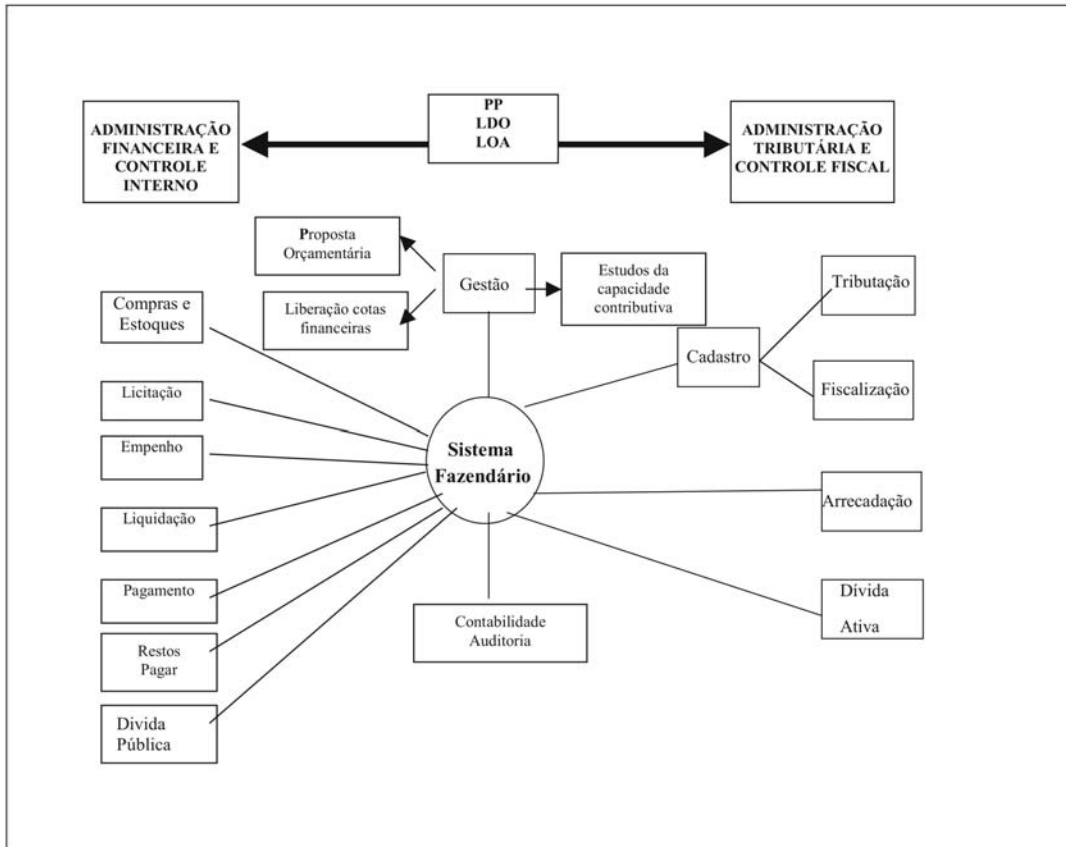 PP
LDO
LOA
ADMINISTRAÇÃO
FINANCEIRA E
CONTROLE
INTERNO
ADMINISTRAÇÃO
TRIBUTÁRIA E
CONTROLE FISCAL
Proposta
Orçamentária
Gestão
Estudos da
capacidade
contributiva
Liberação cotas
financeiras
Tributação
Compras e
Estoques
Cadastro
Fiscalização
Licitação
Empenho
Sistema
Fazendário
Liquidação
Arrecadação
Pagamento
Contabilidade
Auditoria
Dívida
Ativa
Restos
Pagar
Divida
Pública